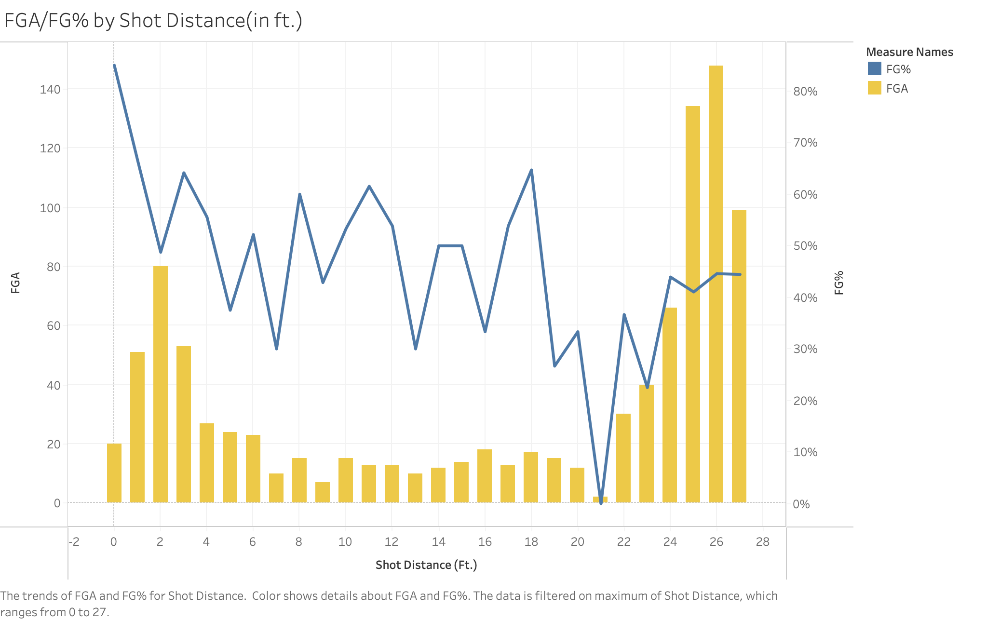 FGA/FG% by Shot Distance(in ft.)
Measure Names
FG%
FGA
140
120
100
80
60
40
20
0
FGA
80%
70%
60%
50%
40%
30%
20%
10%
0%
FG%
-2 0 2 4 6 8 10 12 14 16 18 20 22 24 26 28
Shot Distance (Ft.)
The trends of FGA and FG% for Shot Distance.  Color shows details about FGA and FG%. The data is filtered on maximum of Shot Distance, which
ranges from 0 to 27.